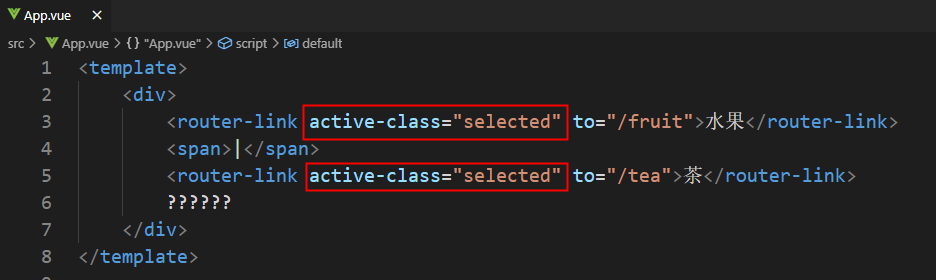 App.vue ×
src > App.vue > {} "App.vue" > script > default
1 <template>
2 <div>
3 <router-link active-class="selected" to="/fruit">水果</router-link>
4 <span>|</span>
5 <router-link active-class="selected" to="/tea">茶</router-link>
6 ??????
7 </div>
8 </template>